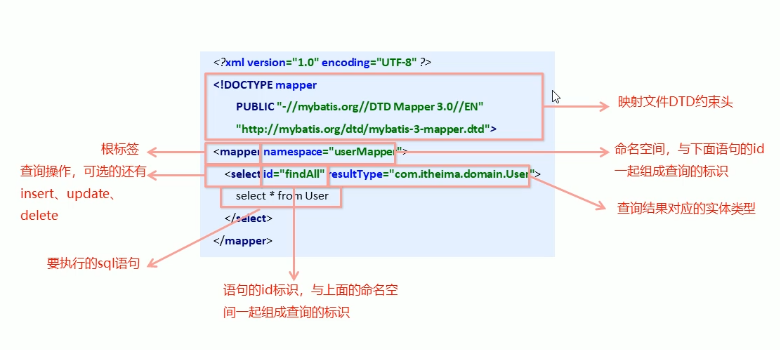 <?xml version="1.0" encoding="UTF-8" ?>
<!DOCTYPE mapper
PUBLIC "-//mybatis.org//DTD Mapper 3.0//EN"
"http://mybatis.org/dtd/mybatis-3-mapper.dtd">
映射文件DTD约束头
根标签
<mapper namespace="userMapper">
命名空间，与下面语句的id
一起组成查询的标识
查询操作，可选的还有
insert、update、
delete
<select id="findAll" resultType="com.itheima.domain.User">
select * from User
</select>
</mapper>
查询结果对应的实体类型
要执行的sql语句
语句的id标识，与上面的命名空
间一起组成查询的标识